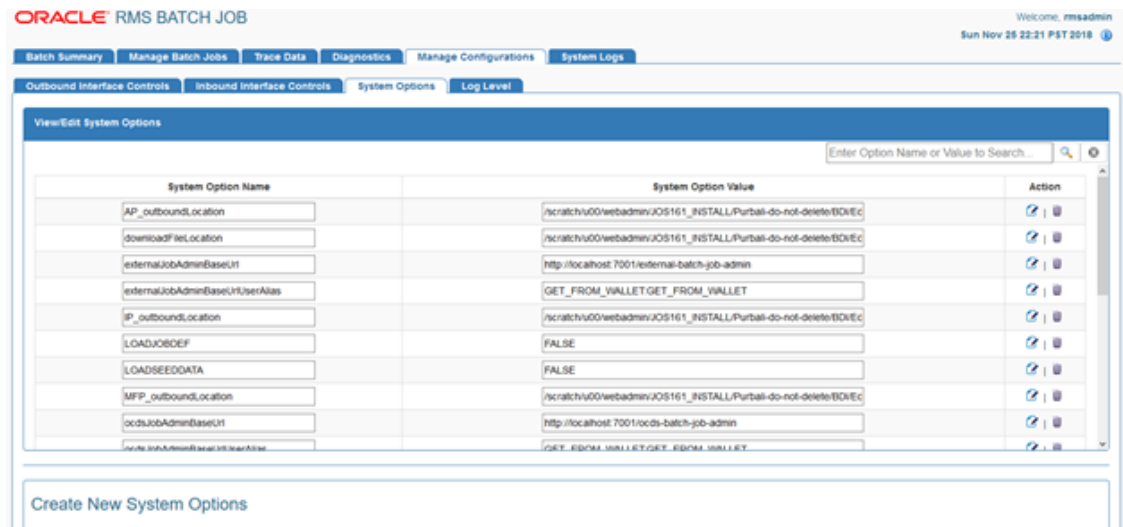 ORACLE® RMS BATCH JOB
Welcome, rmsadmin
Sun Nov 25 22:21 PST 2018
Batch Summary Manage Batch Jobs Trace Data Diagnostics Manage Configurations System Logs
Outbound Interface Controls Inbound Interface Controls System Options Log Level
View/Edit System Options
Enter Option Name or Value to Search...
System Option Name System Option Value Action
AP_outboundLocation /scratch/u00/webadmin/JOS161_INSTALL/Purbali-do-not-delete/BDI/Ec |
downloadFileLocation /scratch/u00/webadmin/JOS161_INSTALL/Purbali-do-not-delete/BDI/Ec |
externalJobAdminBaseUrl http://localhost:7001/external-batch-job-admin |
externalJobAdminBaseUrlUserAlias GET_FROM_WALLET:GET_FROM_WALLET |
IP_outboundLocation /scratch/u00/webadmin/JOS161_INSTALL/Purbali-do-not-delete/BDI/Ec |
LOADJOBDEF FALSE |
LOADSEEDDATA FALSE |
MFP_outboundLocation /scratch/u00/webadmin/JOS161_INSTALL/Purbali-do-not-delete/BDI/Ec |
ocdsJobAdminBaseUrl http://localhost:7001/ocds-batch-job-admin |
ocdsJobAdminBaseUrlUserAlias GET_FROM_WALLET:GET_FROM_WALLET |
Create New System Options